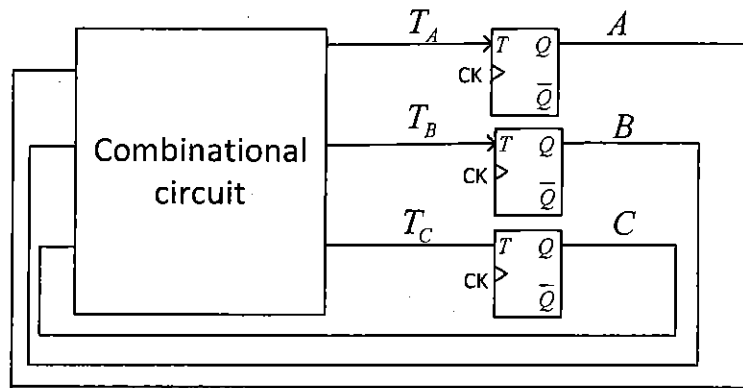 T_A
T Q
A
CK
Q̅
Combinational
circuit
T_B
T Q
B
CK
Q̅
T_C
T Q
C
CK
Q̅